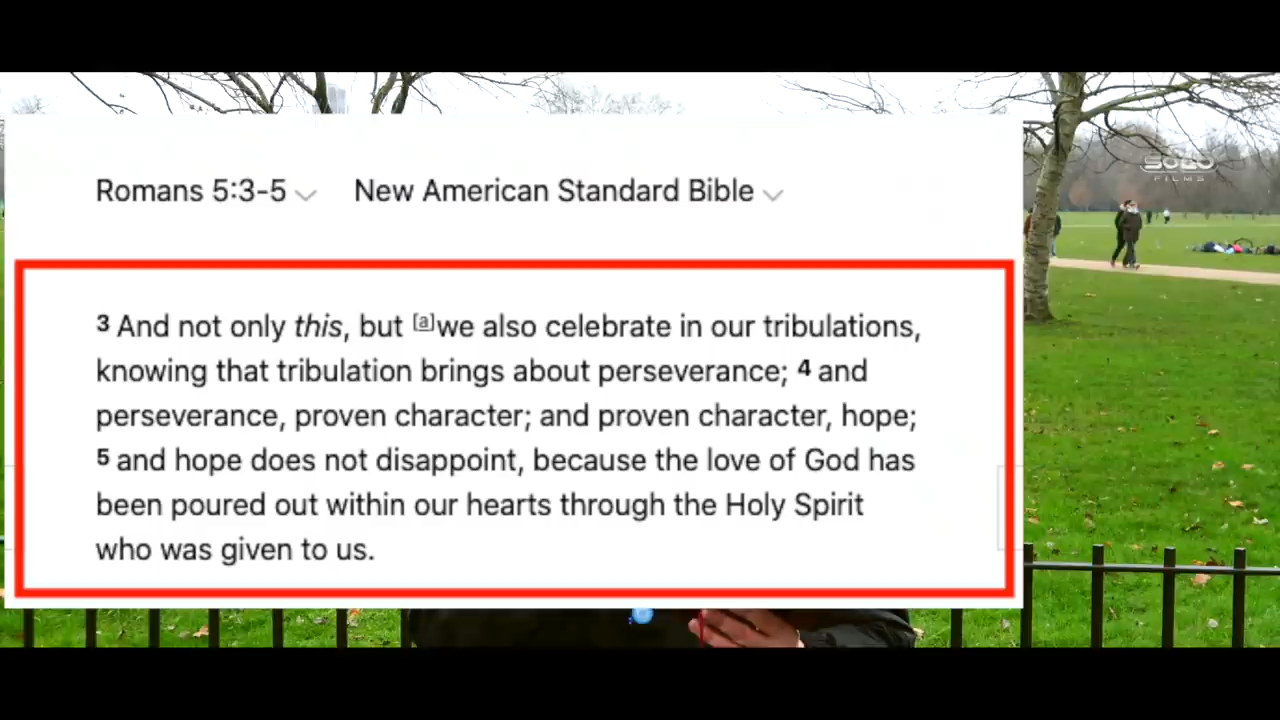 SOLO
FILMS
Romans 5:3-5 New American Standard Bible
3 And not only this, but [a]we also celebrate in our tribulations,
knowing that tribulation brings about perseverance; 4 and
perseverance, proven character; and proven character, hope;
5 and hope does not disappoint, because the love of God has
been poured out within our hearts through the Holy Spirit
who was given to us.